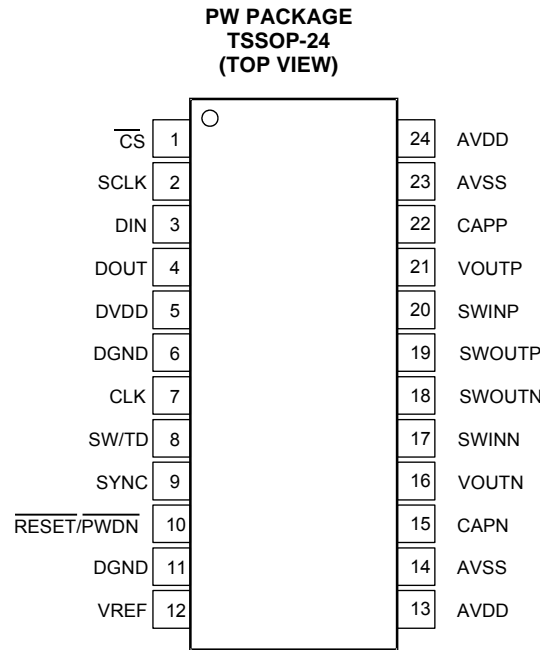 PW PACKAGE
TSSOP-24
(TOP VIEW)
CS 1 24 AVDD
SCLK 2 23 AVSS
DIN 3 22 CAPP
DOUT 4 21 VOUTP
DVDD 5 20 SWINP
DGND 6 19 SWOUTP
CLK 7 18 SWOUTN
SW/TD 8 17 SWINN
SYNC 9 16 VOUTN
RESET/PWDN 10 15 CAPN
DGND 11 14 AVSS
VREF 12 13 AVDD